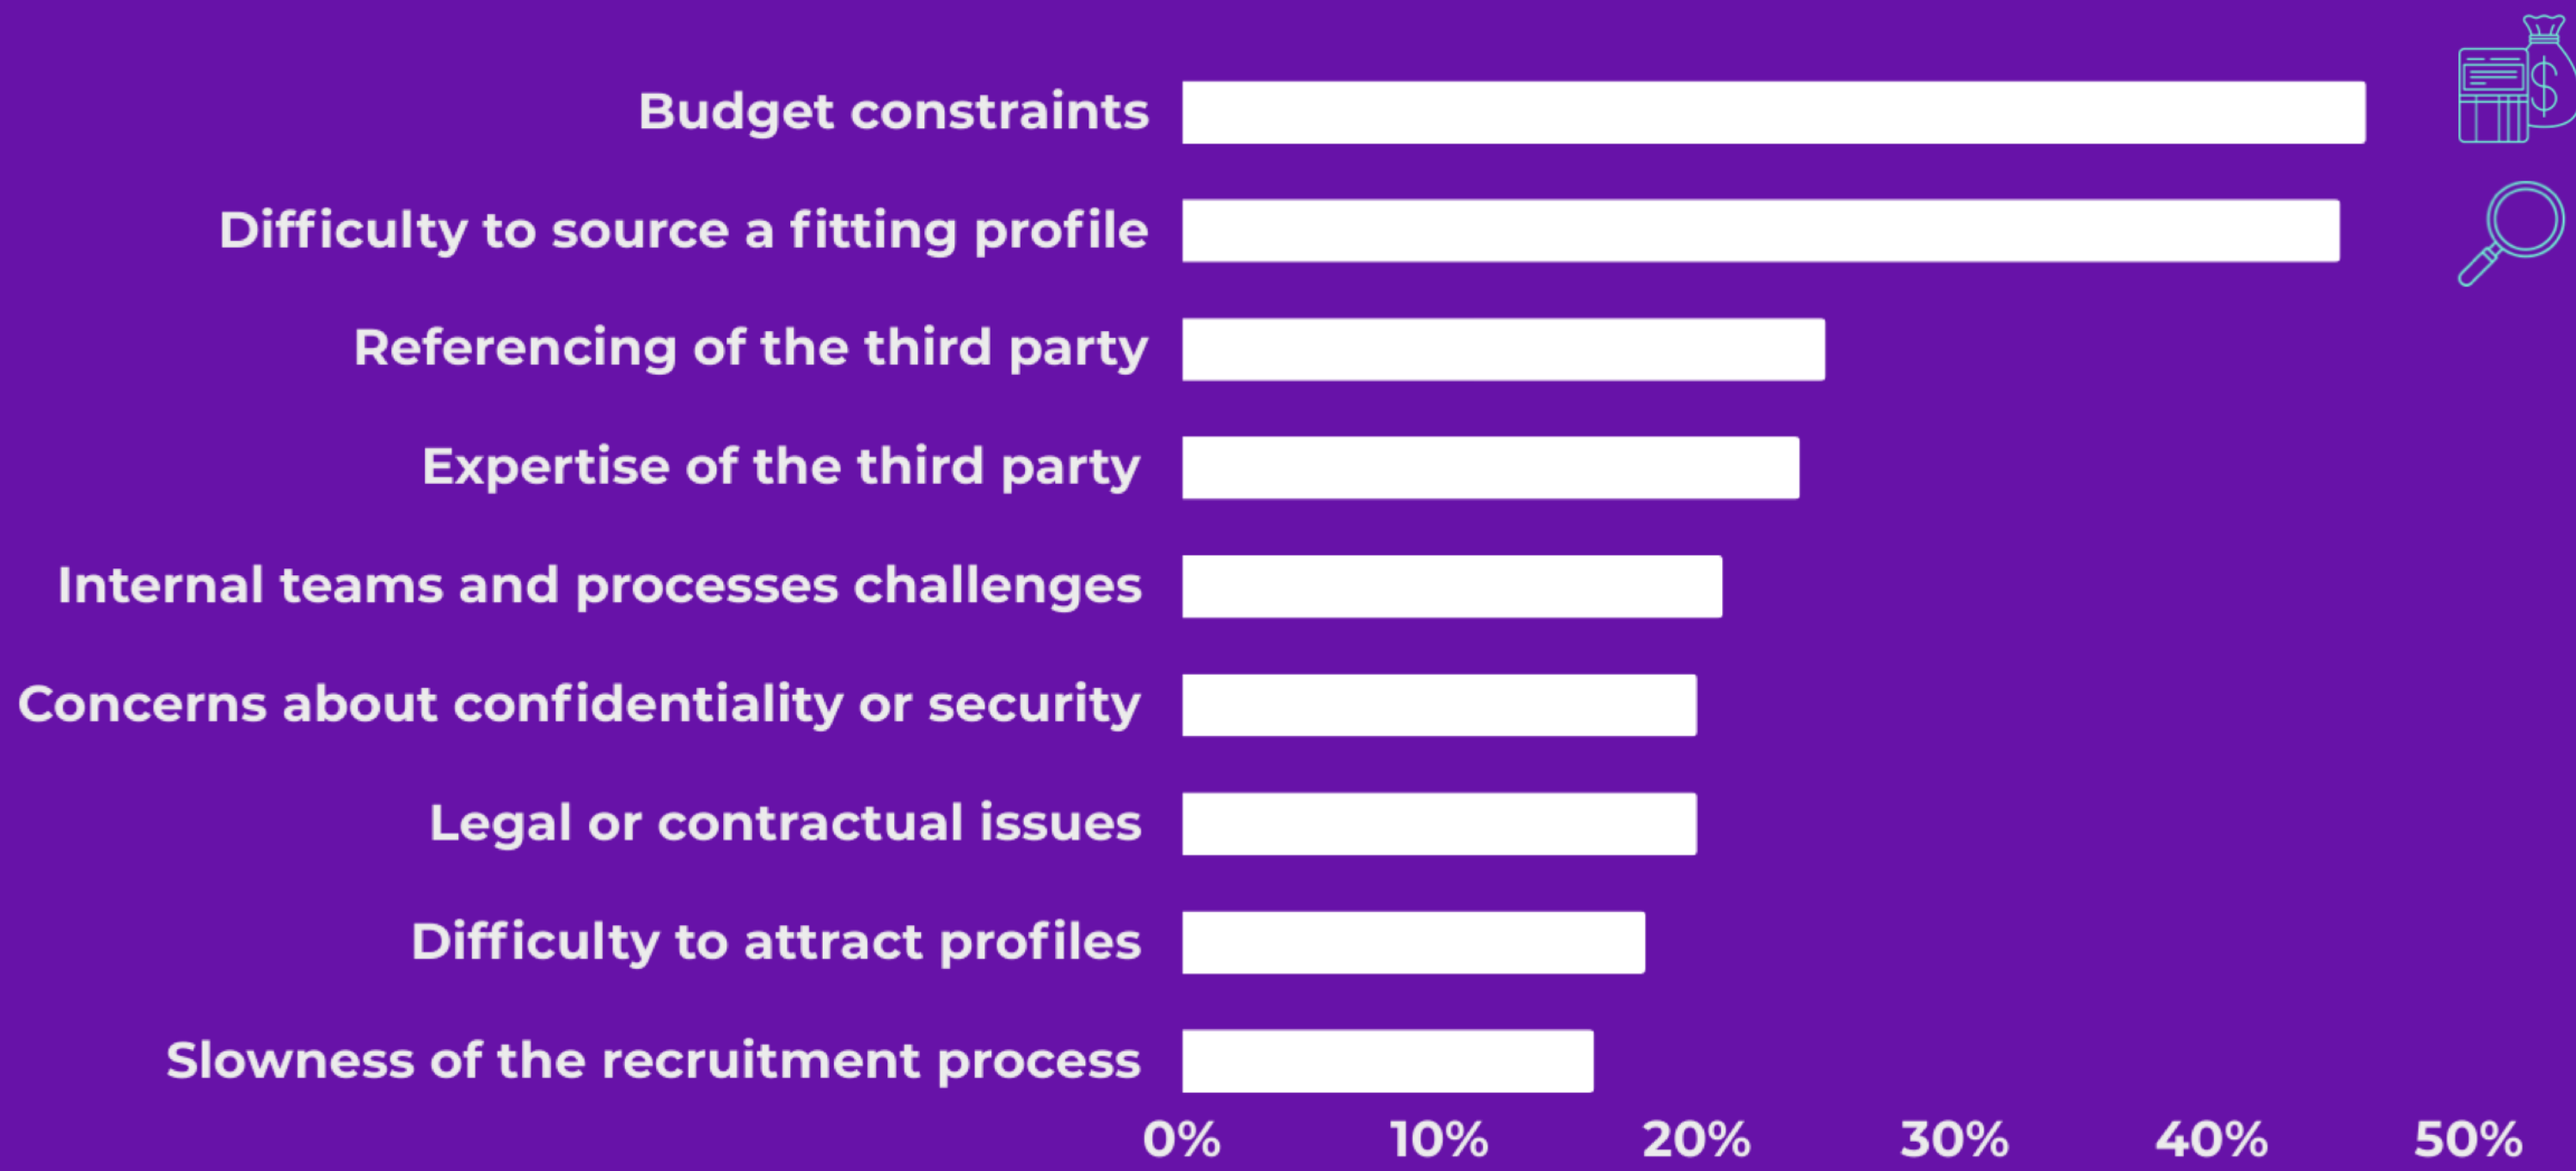 Budget constraints
Difficulty to source a fitting profile
Referencing of the third party
Expertise of the third party
Internal teams and processes challenges
Concerns about confidentiality or security
Legal or contractual issues
Difficulty to attract profiles
Slowness of the recruitment process
0% 10% 20% 30% 40% 50%